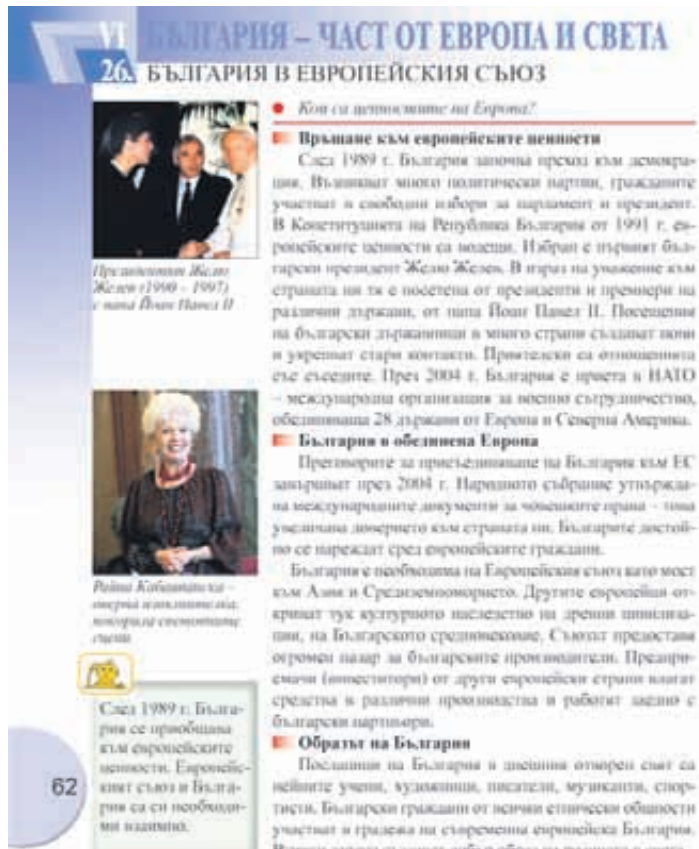 VI БЪЛГАРИЯ – ЧАСТ ОТ ЕВРОПА И СВЕТА
26. БЪЛГАРИЯ В ЕВРОПЕЙСКИЯ СЪЮЗ
Президентът Желю
Желев (1990 – 1997)
с папа Йоан Павел II
Райна Кабаиванска –
оперна изпълнителка,
покорила световните
сцени
След 1989 г. Бълга-
рия се приобщава
към европейските
ценности. Европейс-
кият съюз и Бълга-
рия са си необходи-
ми взаимно.
62
• Кои са ценностите на Европа?
Връщане към европейските ценности
След 1989 г. България започва преход към демокра-
ция. Възникват много политически партии, гражданите
участват в свободни избори за парламент и президент.
В Конституцията на Република България от 1991 г. ев-
ропейските ценности са водещи. Избран е първият бъл-
гарски президент Желю Желев. В израз на уважение към
страната ни тя е посетена от президенти и премиери на
различни държави, от папа Йоан Павел II. Посещения
на български държавници в много страни създават нови
и укрепват стари контакти. Приятелски са отношенията
със съседите. През 2004 г. България е приета в НАТО
– международна организация за военно сътрудничество,
обединяваща 28 държави от Европа и Северна Америка.
България в обединена Европа
Преговорите за присъединяване на България към ЕС
завършват през 2004 г. Народното събрание утвържда-
ва международните документи за човешките права – това
увеличава доверието към страната ни. Българите достой-
но се нареждат сред европейските граждани.
България е необходима на Европейския съюз като мост
към Азия и Средиземноморието. Другите европейци от-
криват тук културното наследство на древни цивилиза-
ции, на Българското средновековие. Съюзът предоставя
огромен пазар за българските производители. Предпри-
емачи (инвеститори) от други европейски страни влагат
средства в различни производства и работят заедно с
български партньори.
Образът на България
Посланици на България в днешния отворен свят са
нейните учени, художници, писатели, музиканти, спор-
тисти. Български граждани от всички етнически общности
участват в градежа на съвременна европейска България.